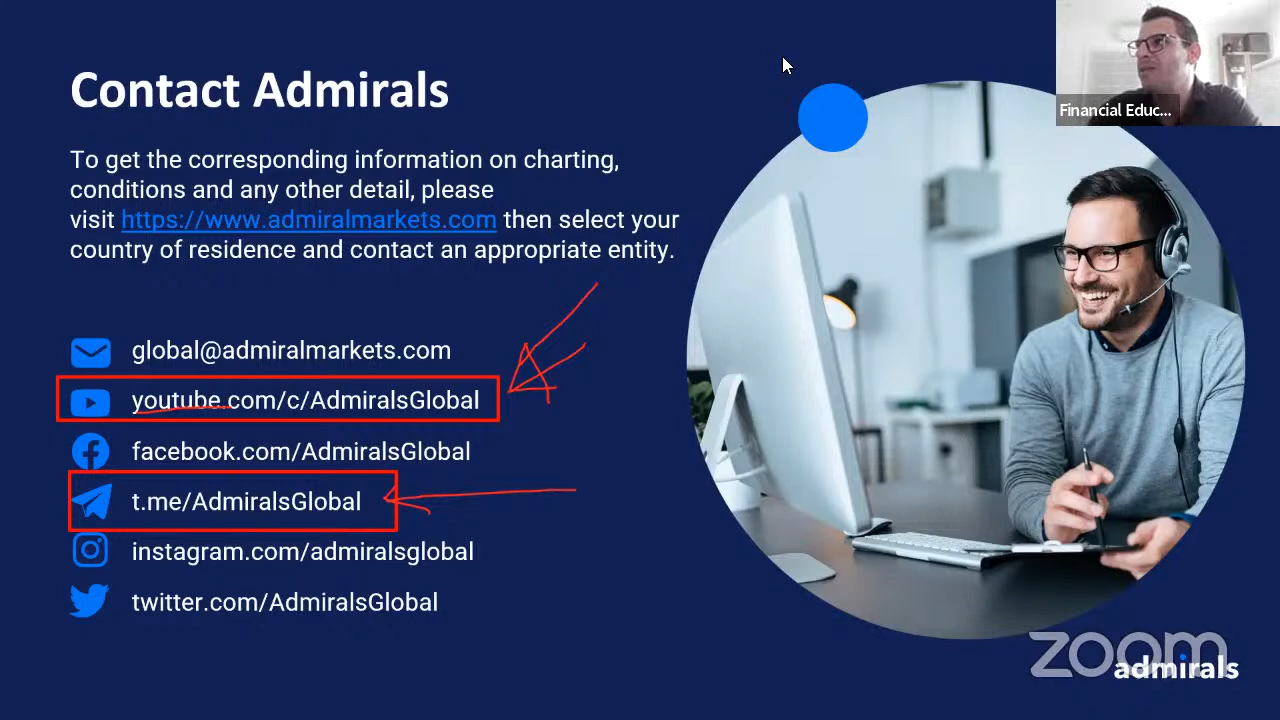 Contact Admirals
Financial Educ...
To get the corresponding information on charting,
conditions and any other detail, please
visit https://www.admiralmarkets.com then select your
country of residence and contact an appropriate entity.
global@admiralmarkets.com
youtube.com/c/AdmiralsGlobal
facebook.com/AdmiralsGlobal
t.me/AdmiralsGlobal
instagram.com/admiralsglobal
twitter.com/AdmiralsGlobal
zoom
admirals